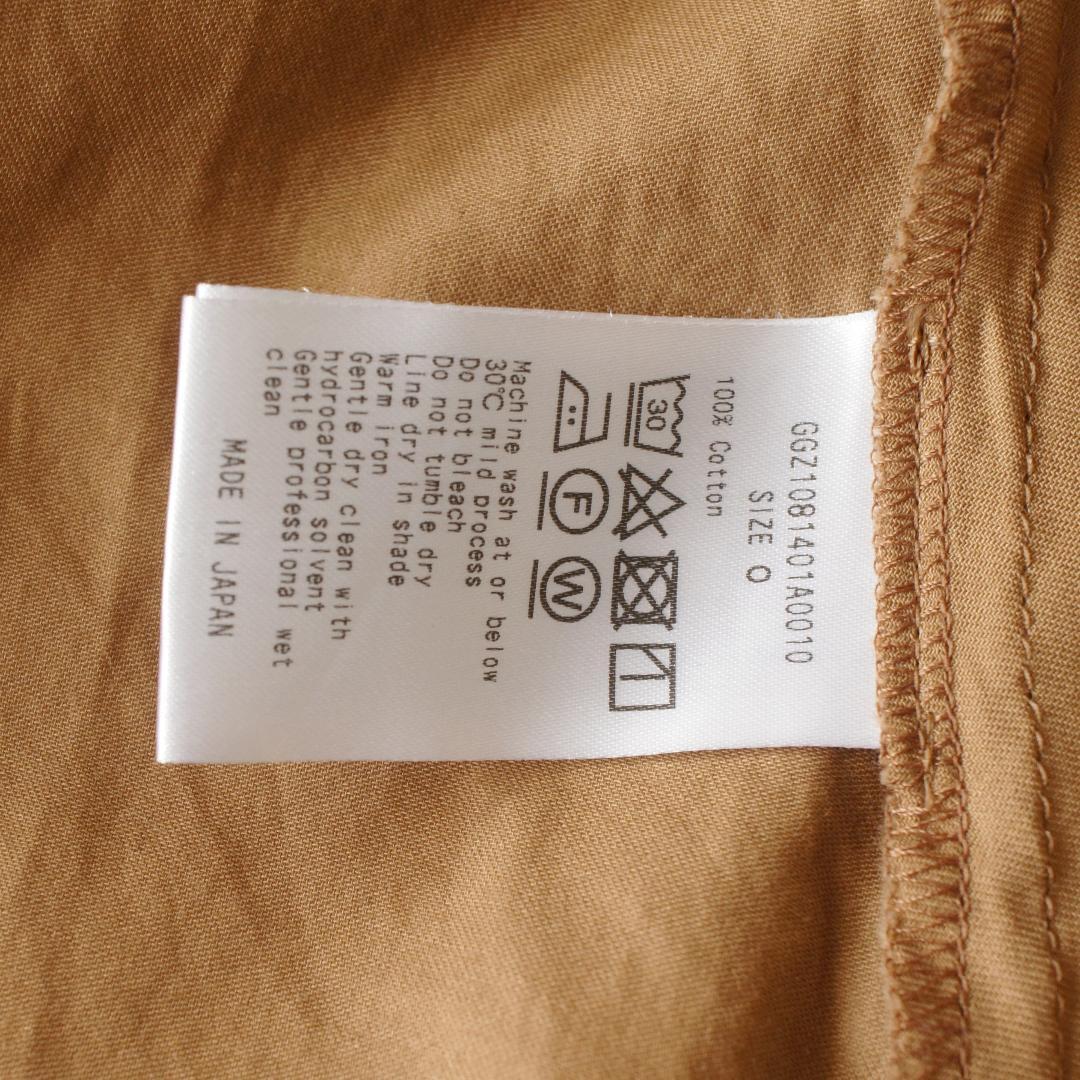 GGZ1081401A0010
SIZE 0
100% Cotton
30
F W
Machine wash at or below
30℃ mild process
Do not bleach
Do not tumble dry
Line dry in shade
Warm iron
Gentle dry clean with
hydrocarbon solvent
Gentle professional wet
clean
MADE IN JAPAN